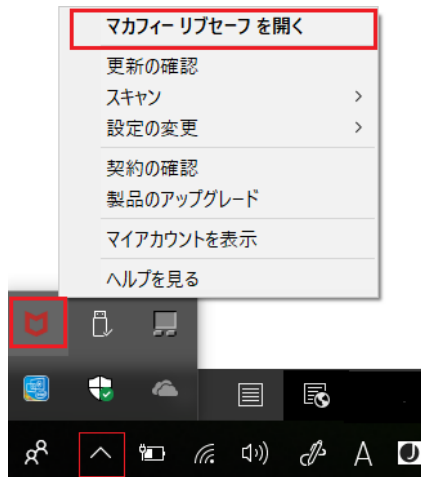 マカフィー リブセーフ を開く
更新の確認
スキャン
設定の変更
契約の確認
製品のアップグレード
マイアカウントを表示
ヘルプを見る
A
J